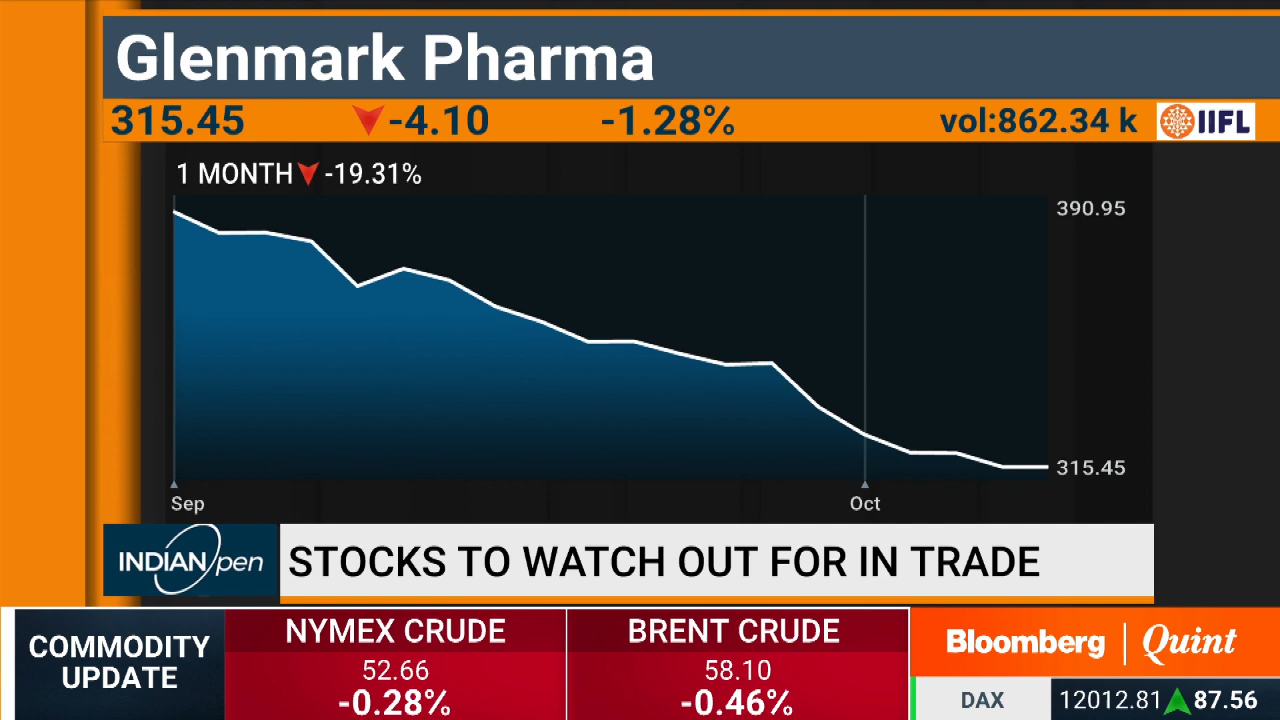 Glenmark Pharma
315.45 -4.10 -1.28% vol:862.34 k IIFL
1 MONTH -19.31%
390.95
315.45
Sep Oct
INDIAN Open STOCKS TO WATCH OUT FOR IN TRADE
COMMODITY
UPDATE
NYMEX CRUDE
52.66
-0.28%
BRENT CRUDE
58.10
-0.46%
Bloomberg | Quint
DAX 12012.81 87.56